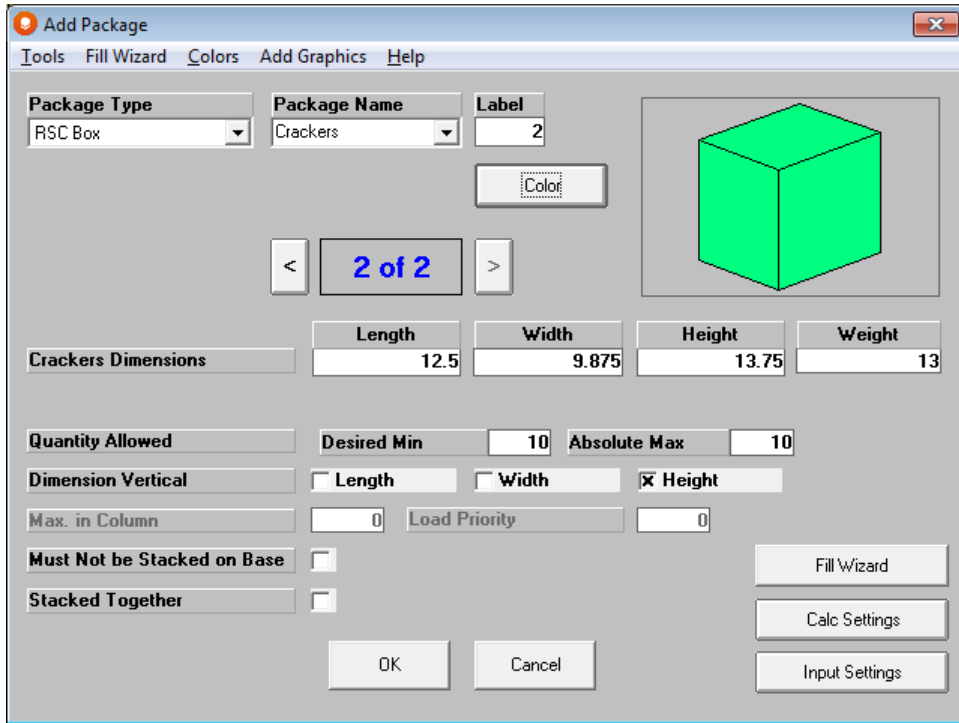 Add Package
Tools Fill Wizard Colors Add Graphics Help
Package Type Package Name Label
RSC Box Crackers 2
Color
< 2 of 2 >
Length Width Height Weight
Crackers Dimensions 12.5 9.875 13.75 13
Quantity Allowed Desired Min 10 Absolute Max 10
Dimension Vertical Length Width Height
Max. in Column 0 Load Priority 0
Must Not be Stacked on Base
Fill Wizard
Stacked Together
Calc Settings
OK Cancel Input Settings